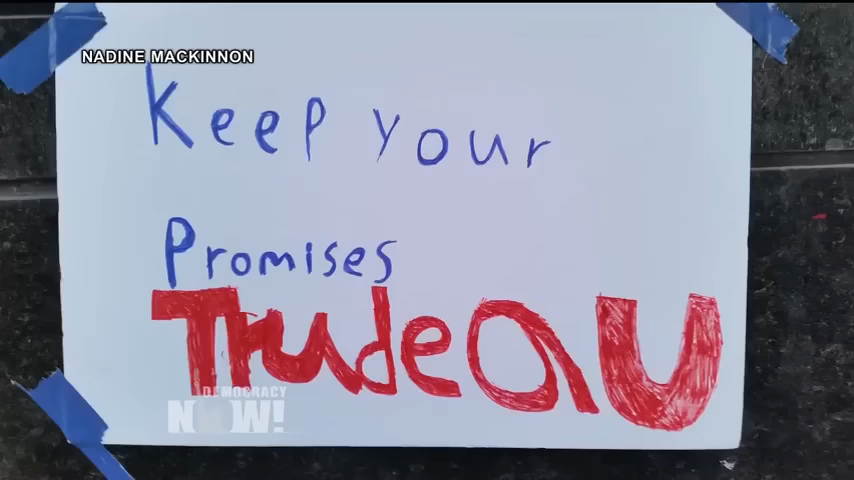 NADINE MACKINNON
Keep your
Promises
Trudeau
DEMOCRACY
NOW!